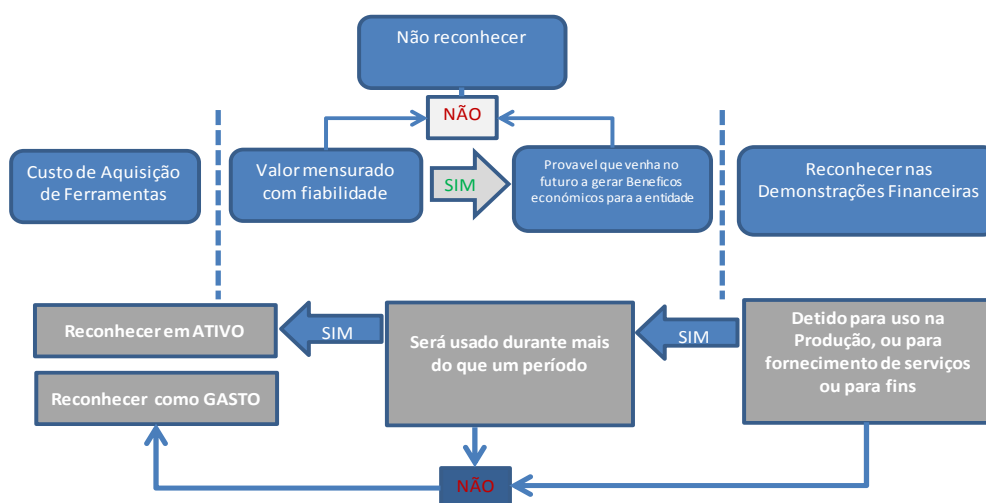 Não reconhecer
NÃO
Custo de Aquisição
de Ferramentas
Valor mensurado
com fiabilidade
SIM
Provavel que venha no
futuro a gerar Beneficos
económicos para a entidade
Reconhecer nas
Demonstrações Financeiras
Reconhecer em ATIVO
SIM
Será usado durante mais
do que um período
SIM
Detido para uso na
Produção, ou para
fornecimento de serviços
ou para fins
Reconhecer como GASTO
NÃO